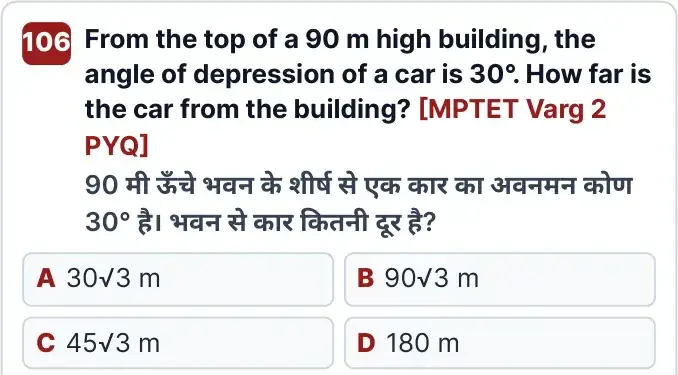 106 From the top of a 90 m high building, the
angle of depression of a car is 30°. How far is
the car from the building? [MPTET Varg 2
PYQ]
90 मी ऊँचे भवन के शीर्ष से एक कार का अवनमन कोण
30° है। भवन से कार कितनी दूर है?
A 30√3 m
B 90√3 m
C 45√3 m
D 180 m